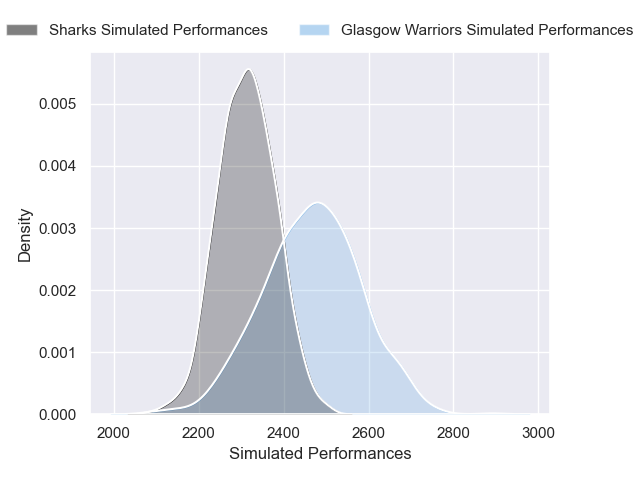 Sharks Simulated Performances
Glasgow Warriors Simulated Performances
0.005
0.004
0.003
0.002
0.001
0.000
Density
2000 2200 2400 2600 2800 3000
Simulated Performances